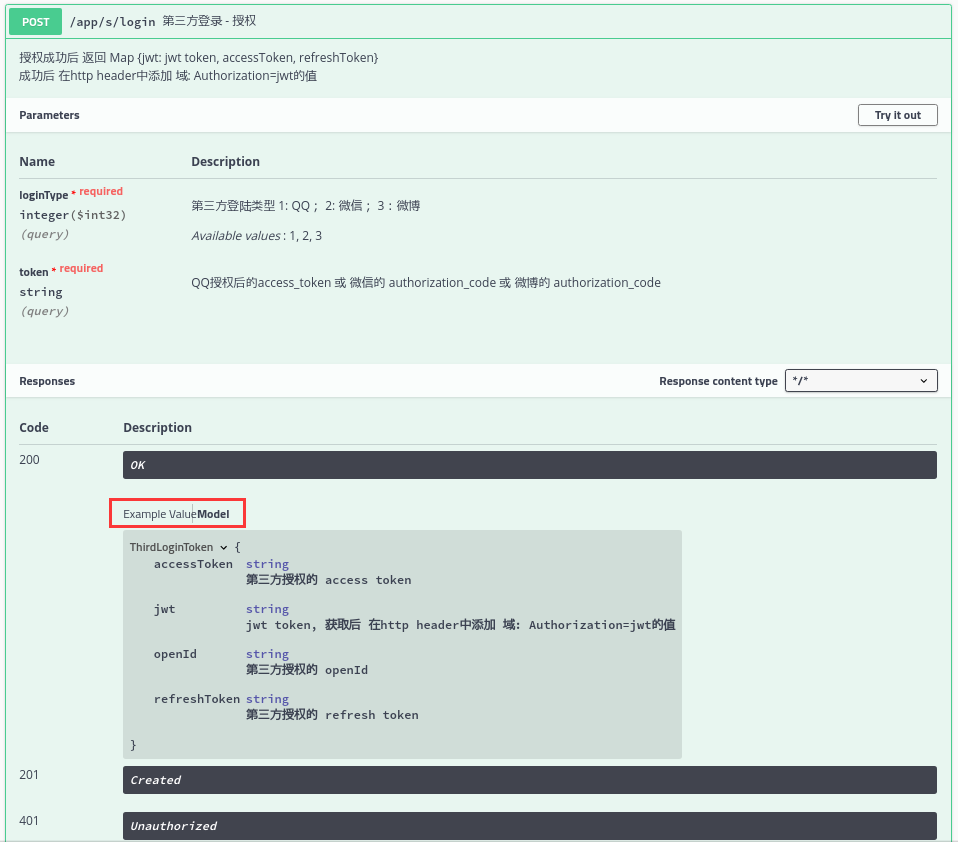 POST /app/s/login 第三方登录 - 授权
授权成功后 返回 Map {jwt: jwt token, accessToken, refreshToken}
成功后 在http header中添加 域: Authorization=jwt的值
Parameters Try it out
Name Description
loginType * required
integer($int32)
(query)
第三方登陆类型 1: QQ ； 2: 微信 ； 3 : 微博
Available values : 1, 2, 3
token * required
string
(query)
QQ授权后的access_token 或 微信的 authorization_code 或 微博的 authorization_code
Responses Response content type */*
Code Description
200 OK
Example Value Model
ThirdLoginToken {
accessToken string
第三方授权的 access token
jwt string
jwt token, 获取后 在http header中添加 域: Authorization=jwt的值
openId string
第三方授权的 openId
refreshToken string
第三方授权的 refresh token
}
201 Created
401 Unauthorized